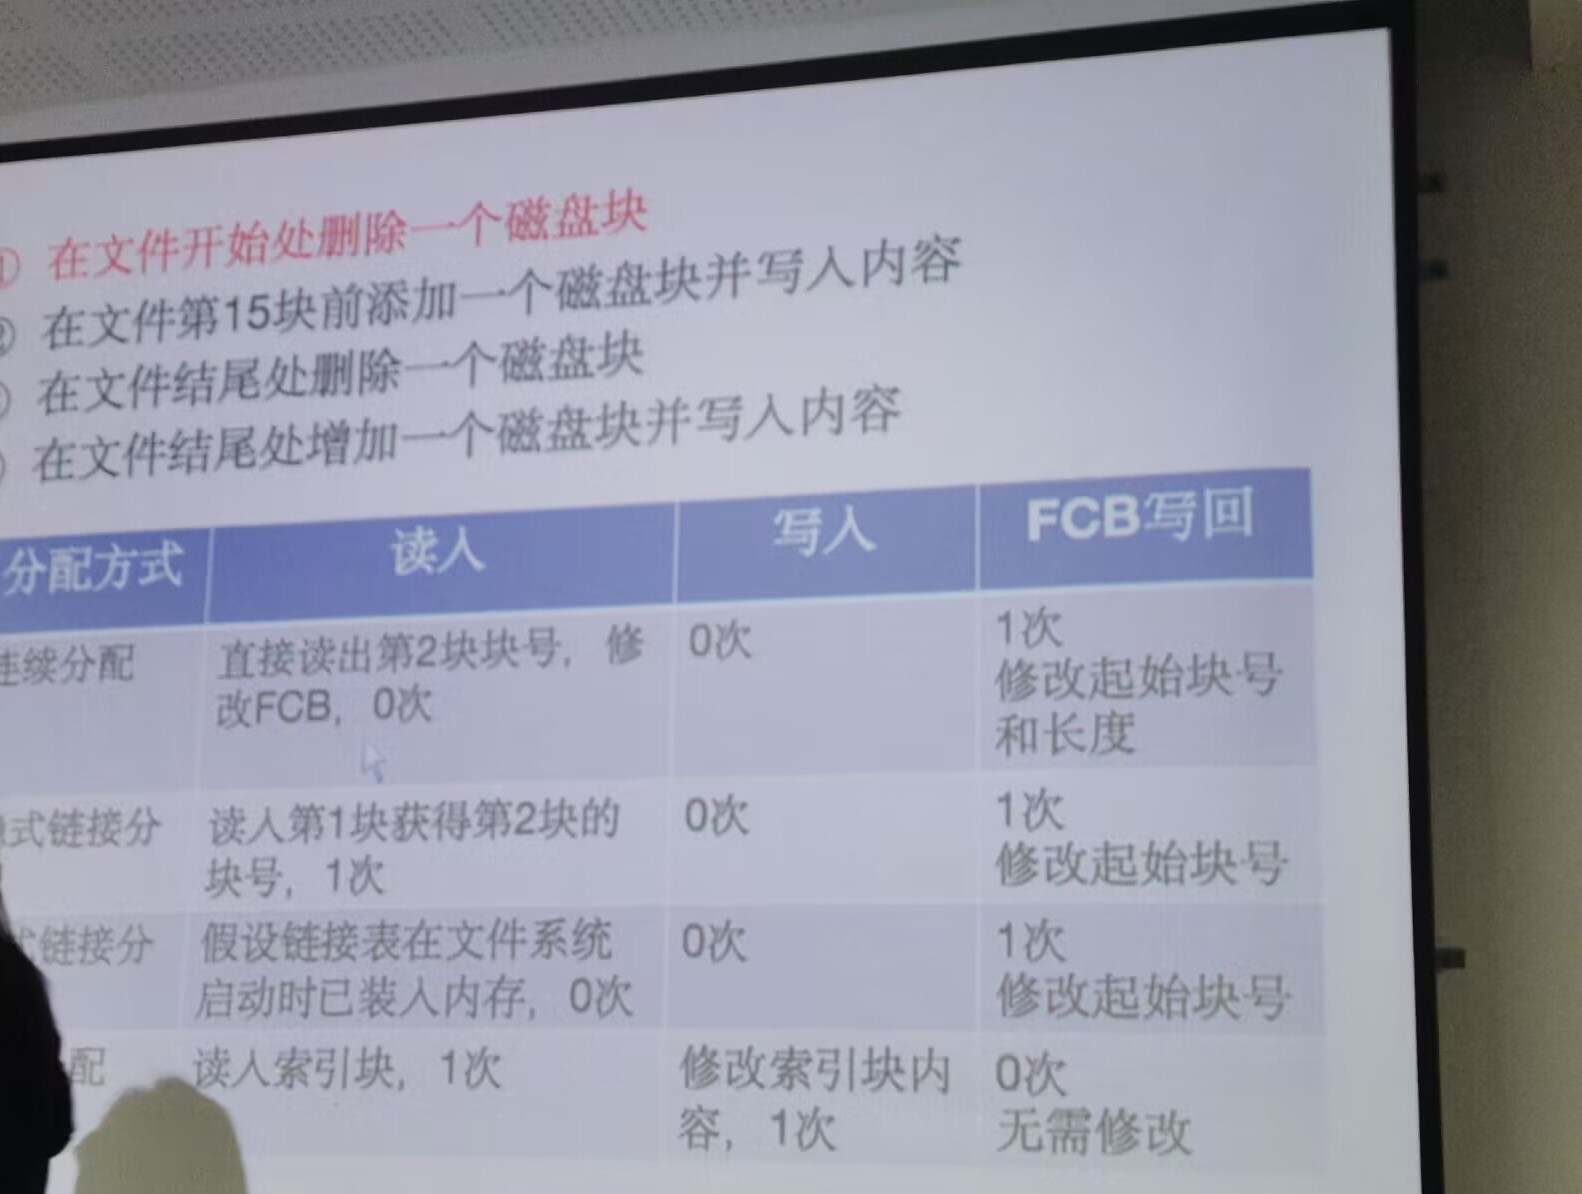 ① 在文件开始处删除一个磁盘块
② 在文件第15块前添加一个磁盘块并写入内容
在文件结尾处删除一个磁盘块
在文件结尾处增加一个磁盘块并写入内容
分配方式 读入 写入 FCB写回
连续分配 直接读出第2块块号，修 0次 1次
改FCB，0次 修改起始块号
和长度
式链接分 读入第1块获得第2块的 0次 1次
块号，1次 修改起始块号
式链接分 假设链接表在文件系统 0次 1次
启动时已装入内存，0次 修改起始块号
配 读入索引块，1次 修改索引块内 0次
容，1次 无需修改